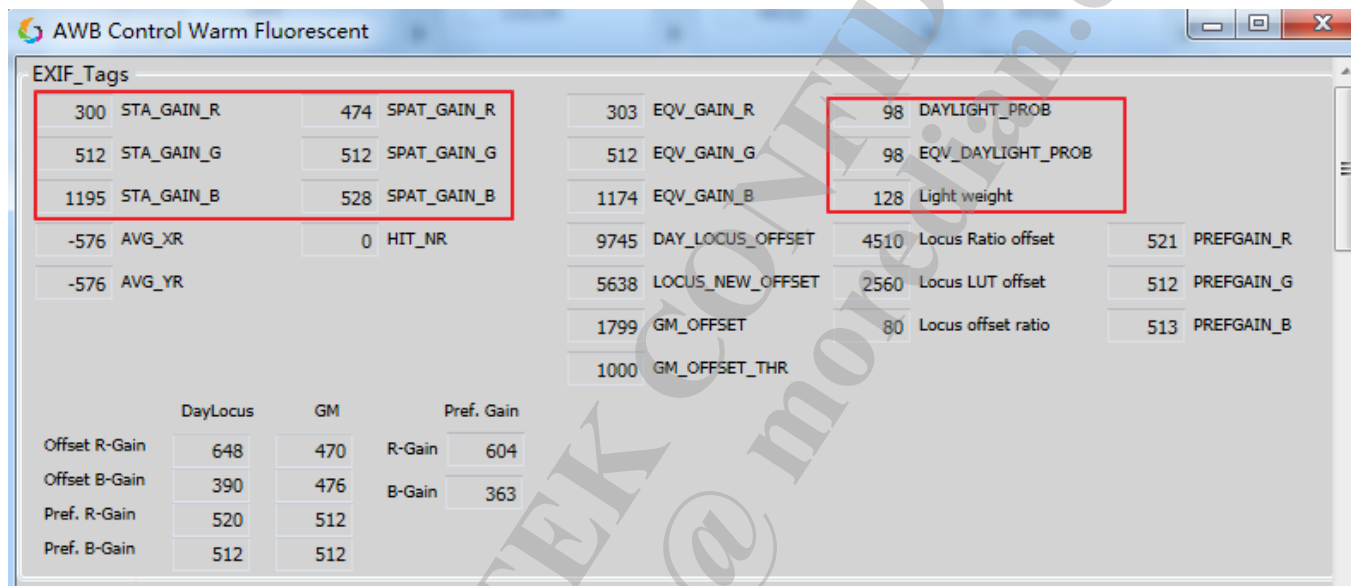 AWB Control Warm Fluorescent
EXIF_Tags
300 STA_GAIN_R 474 SPAT_GAIN_R 303 EQV_GAIN_R 98 DAYLIGHT_PROB
512 STA_GAIN_G 512 SPAT_GAIN_G 512 EQV_GAIN_G 98 EQV_DAYLIGHT_PROB
1195 STA_GAIN_B 528 SPAT_GAIN_B 1174 EQV_GAIN_B 128 Light weight
-576 AVG_XR 0 HIT_NR 9745 DAY_LOCUS_OFFSET 4510 Locus Ratio offset 521 PREFGAIN_R
-576 AVG_YR 5638 LOCUS_NEW_OFFSET 2560 Locus LUT offset 512 PREFGAIN_G
1799 GM_OFFSET 80 Locus offset ratio 513 PREFGAIN_B
1000 GM_OFFSET_THR
DayLocus GM Pref. Gain
Offset R-Gain 648 470 R-Gain 604
Offset B-Gain 390 476 B-Gain 363
Pref. R-Gain 520 512
Pref. B-Gain 512 512
TEK CONFID
@ moredian.c